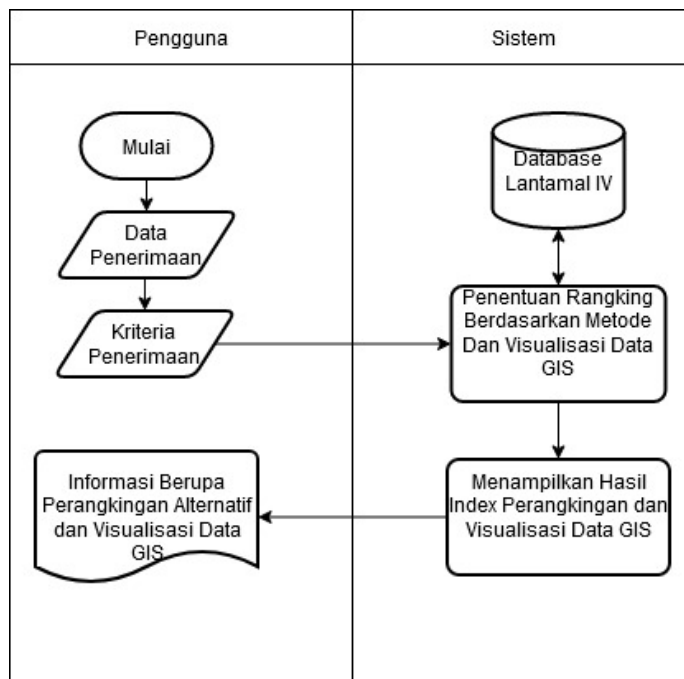 Pengguna
Sistem
Mulai
Data
Penerimaan
Kriteria
Penerimaan
Database
Lantamal IV
Penentuan Rangking
Berdasarkan Metode
Dan Visualisasi Data
GIS
Menampilkan Hasil
Index Perangkingan dan
Visualisasi Data GIS
Informasi Berupa
Perangkingan Alternatif
dan Visualisasi Data
GIS